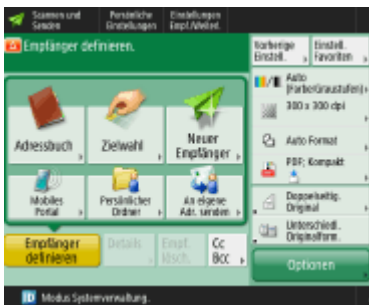 Scannen und
Senden
Persönliche
Einstellungen
Einstellungen
Empf./Weiterl.
Empfänger definieren.
Vorherige
Einstell.
Einstell.
Favoriten
Auto
(Farbe/Graustufen)
300 x 300 dpi
Adressbuch
Zielwahl
Neuer
Empfänger
Auto Format
PDF; Kompakt
Mobiles
Portal
Persönlicher
Ordner
An eigene
Adr. senden
Doppelseitig.
Original
Unterschiedl.
Originalform.
Empfänger
definieren
Details
Empf.
lösch.
Cc
Bcc
Optionen
ID Modus Systemverwaltung.